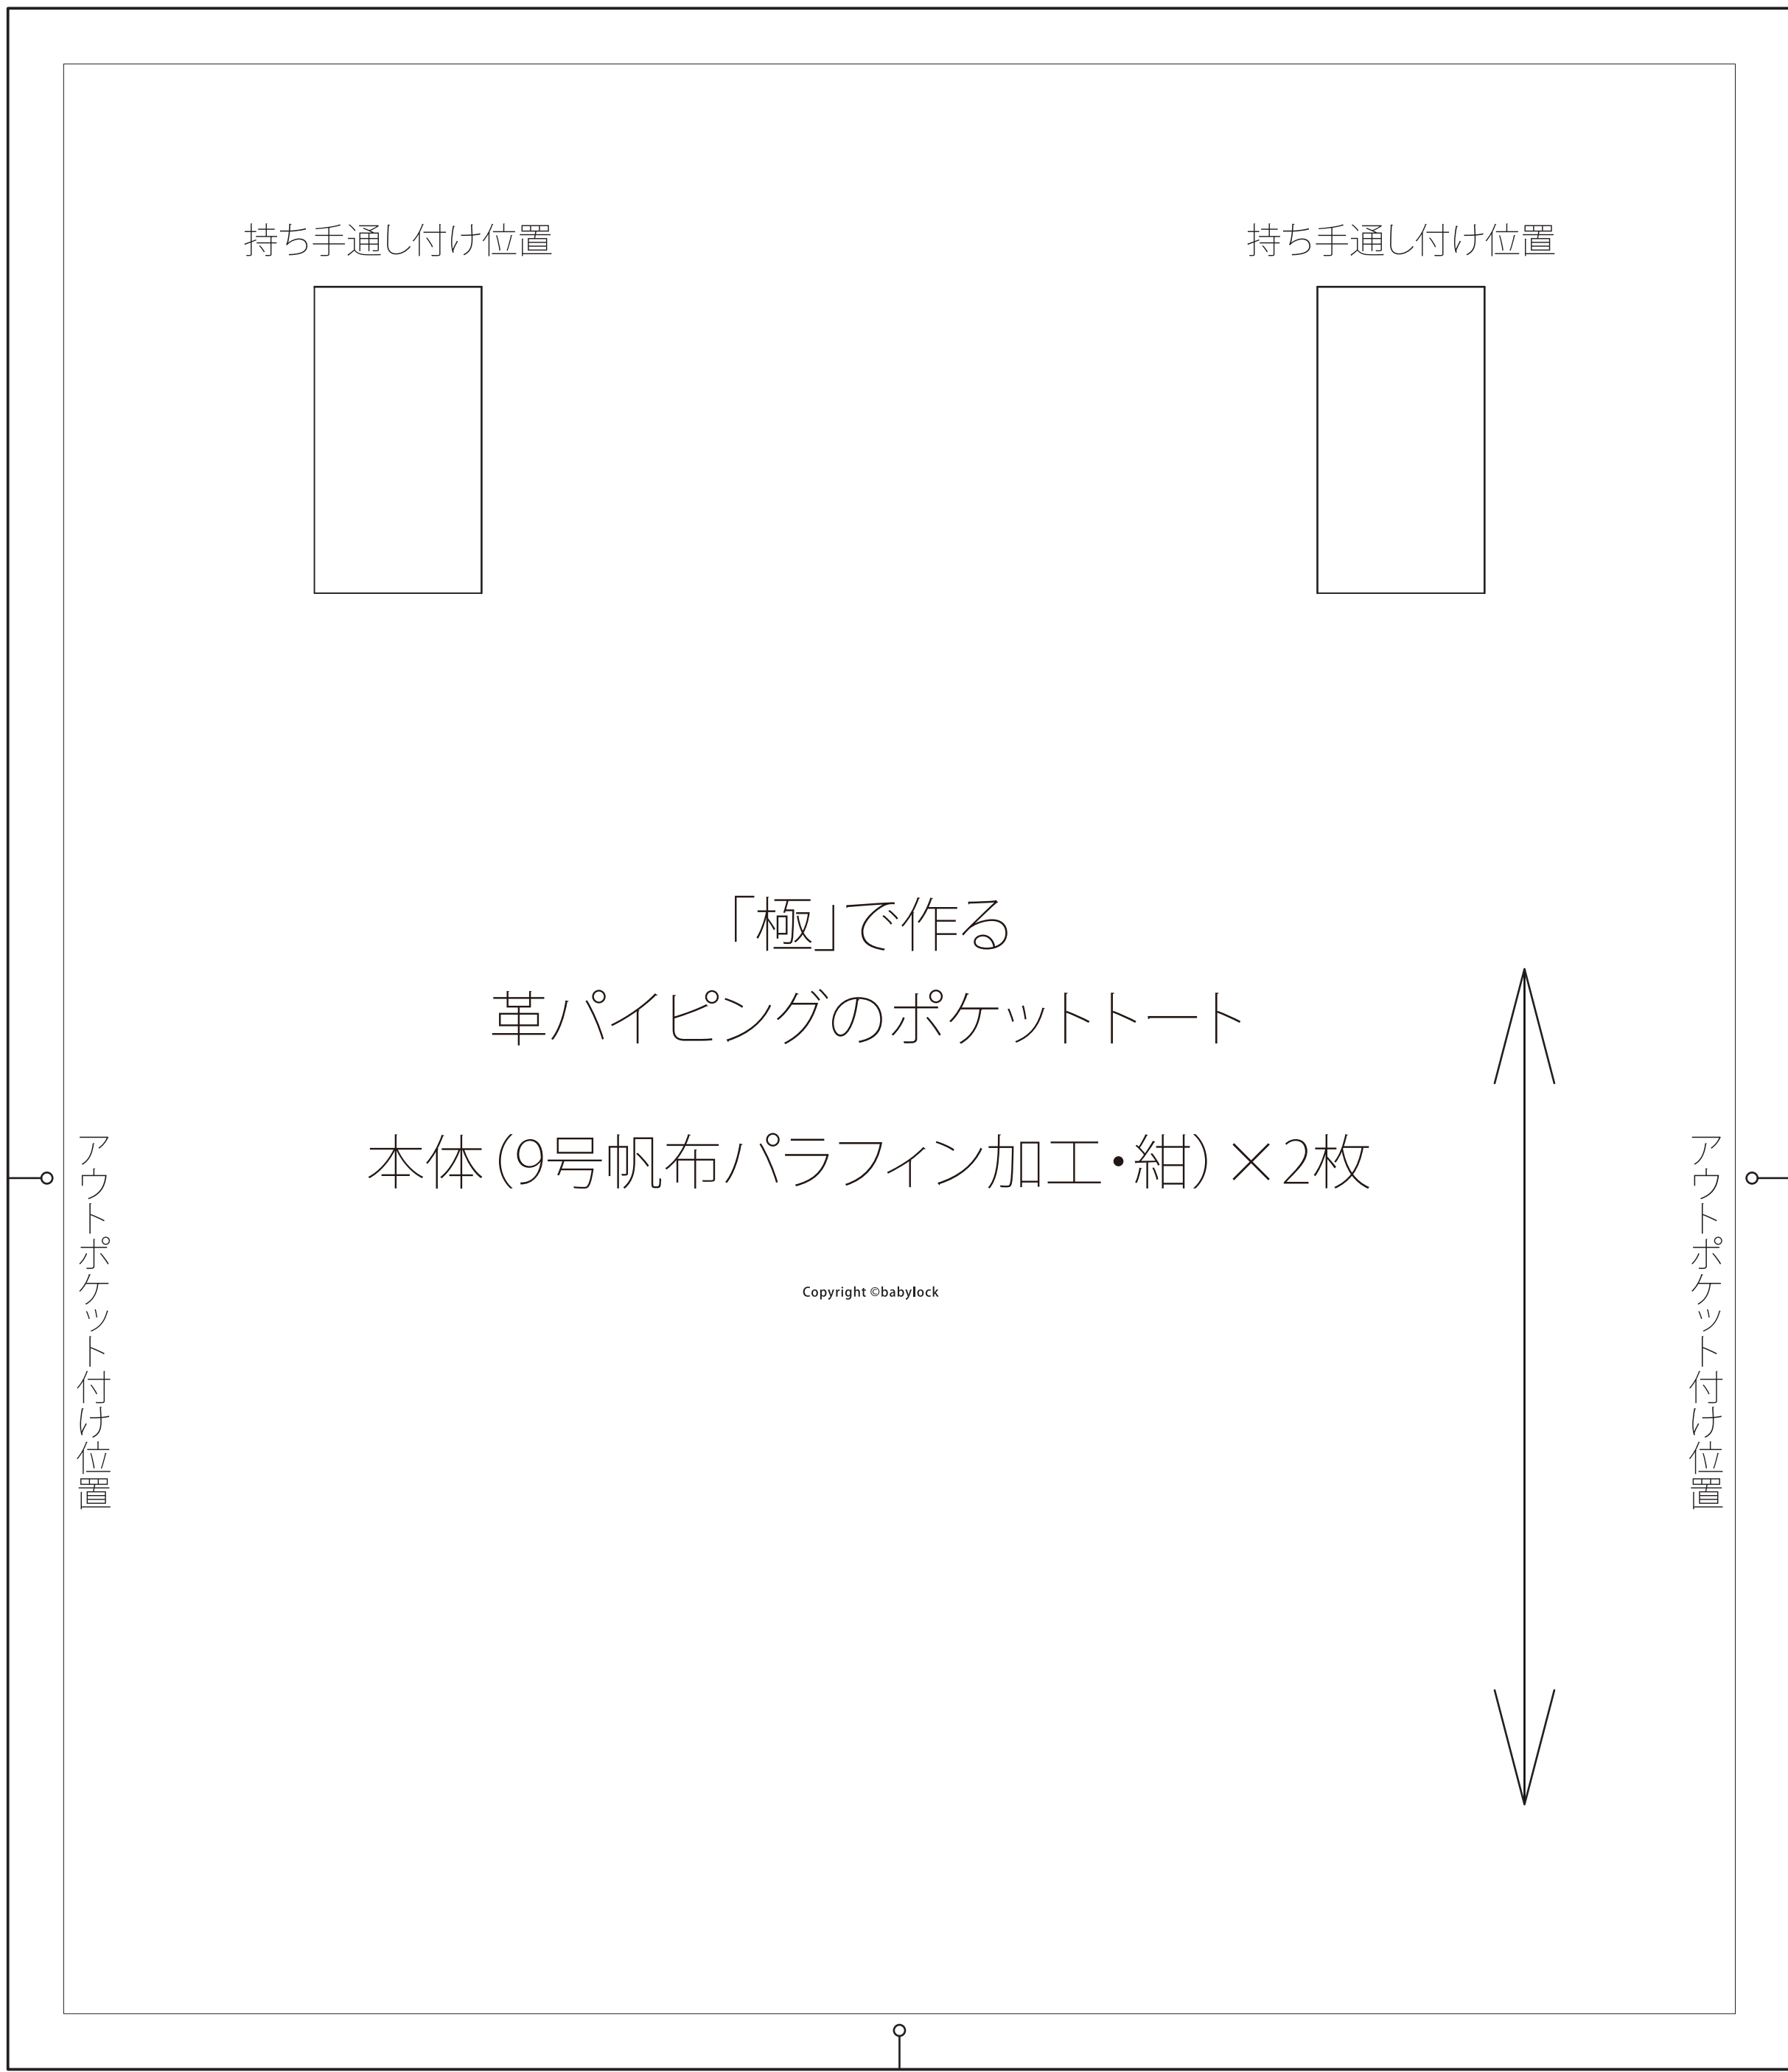 持ち手通し付け位置
持ち手通し付け位置
「極」で作る
革パイピングのポケットトート
本体(9号帆布パラフィン加工・紺)×2枚
アウトポケット付け位置
アウトポケット付け位置
Copyright ©babylock